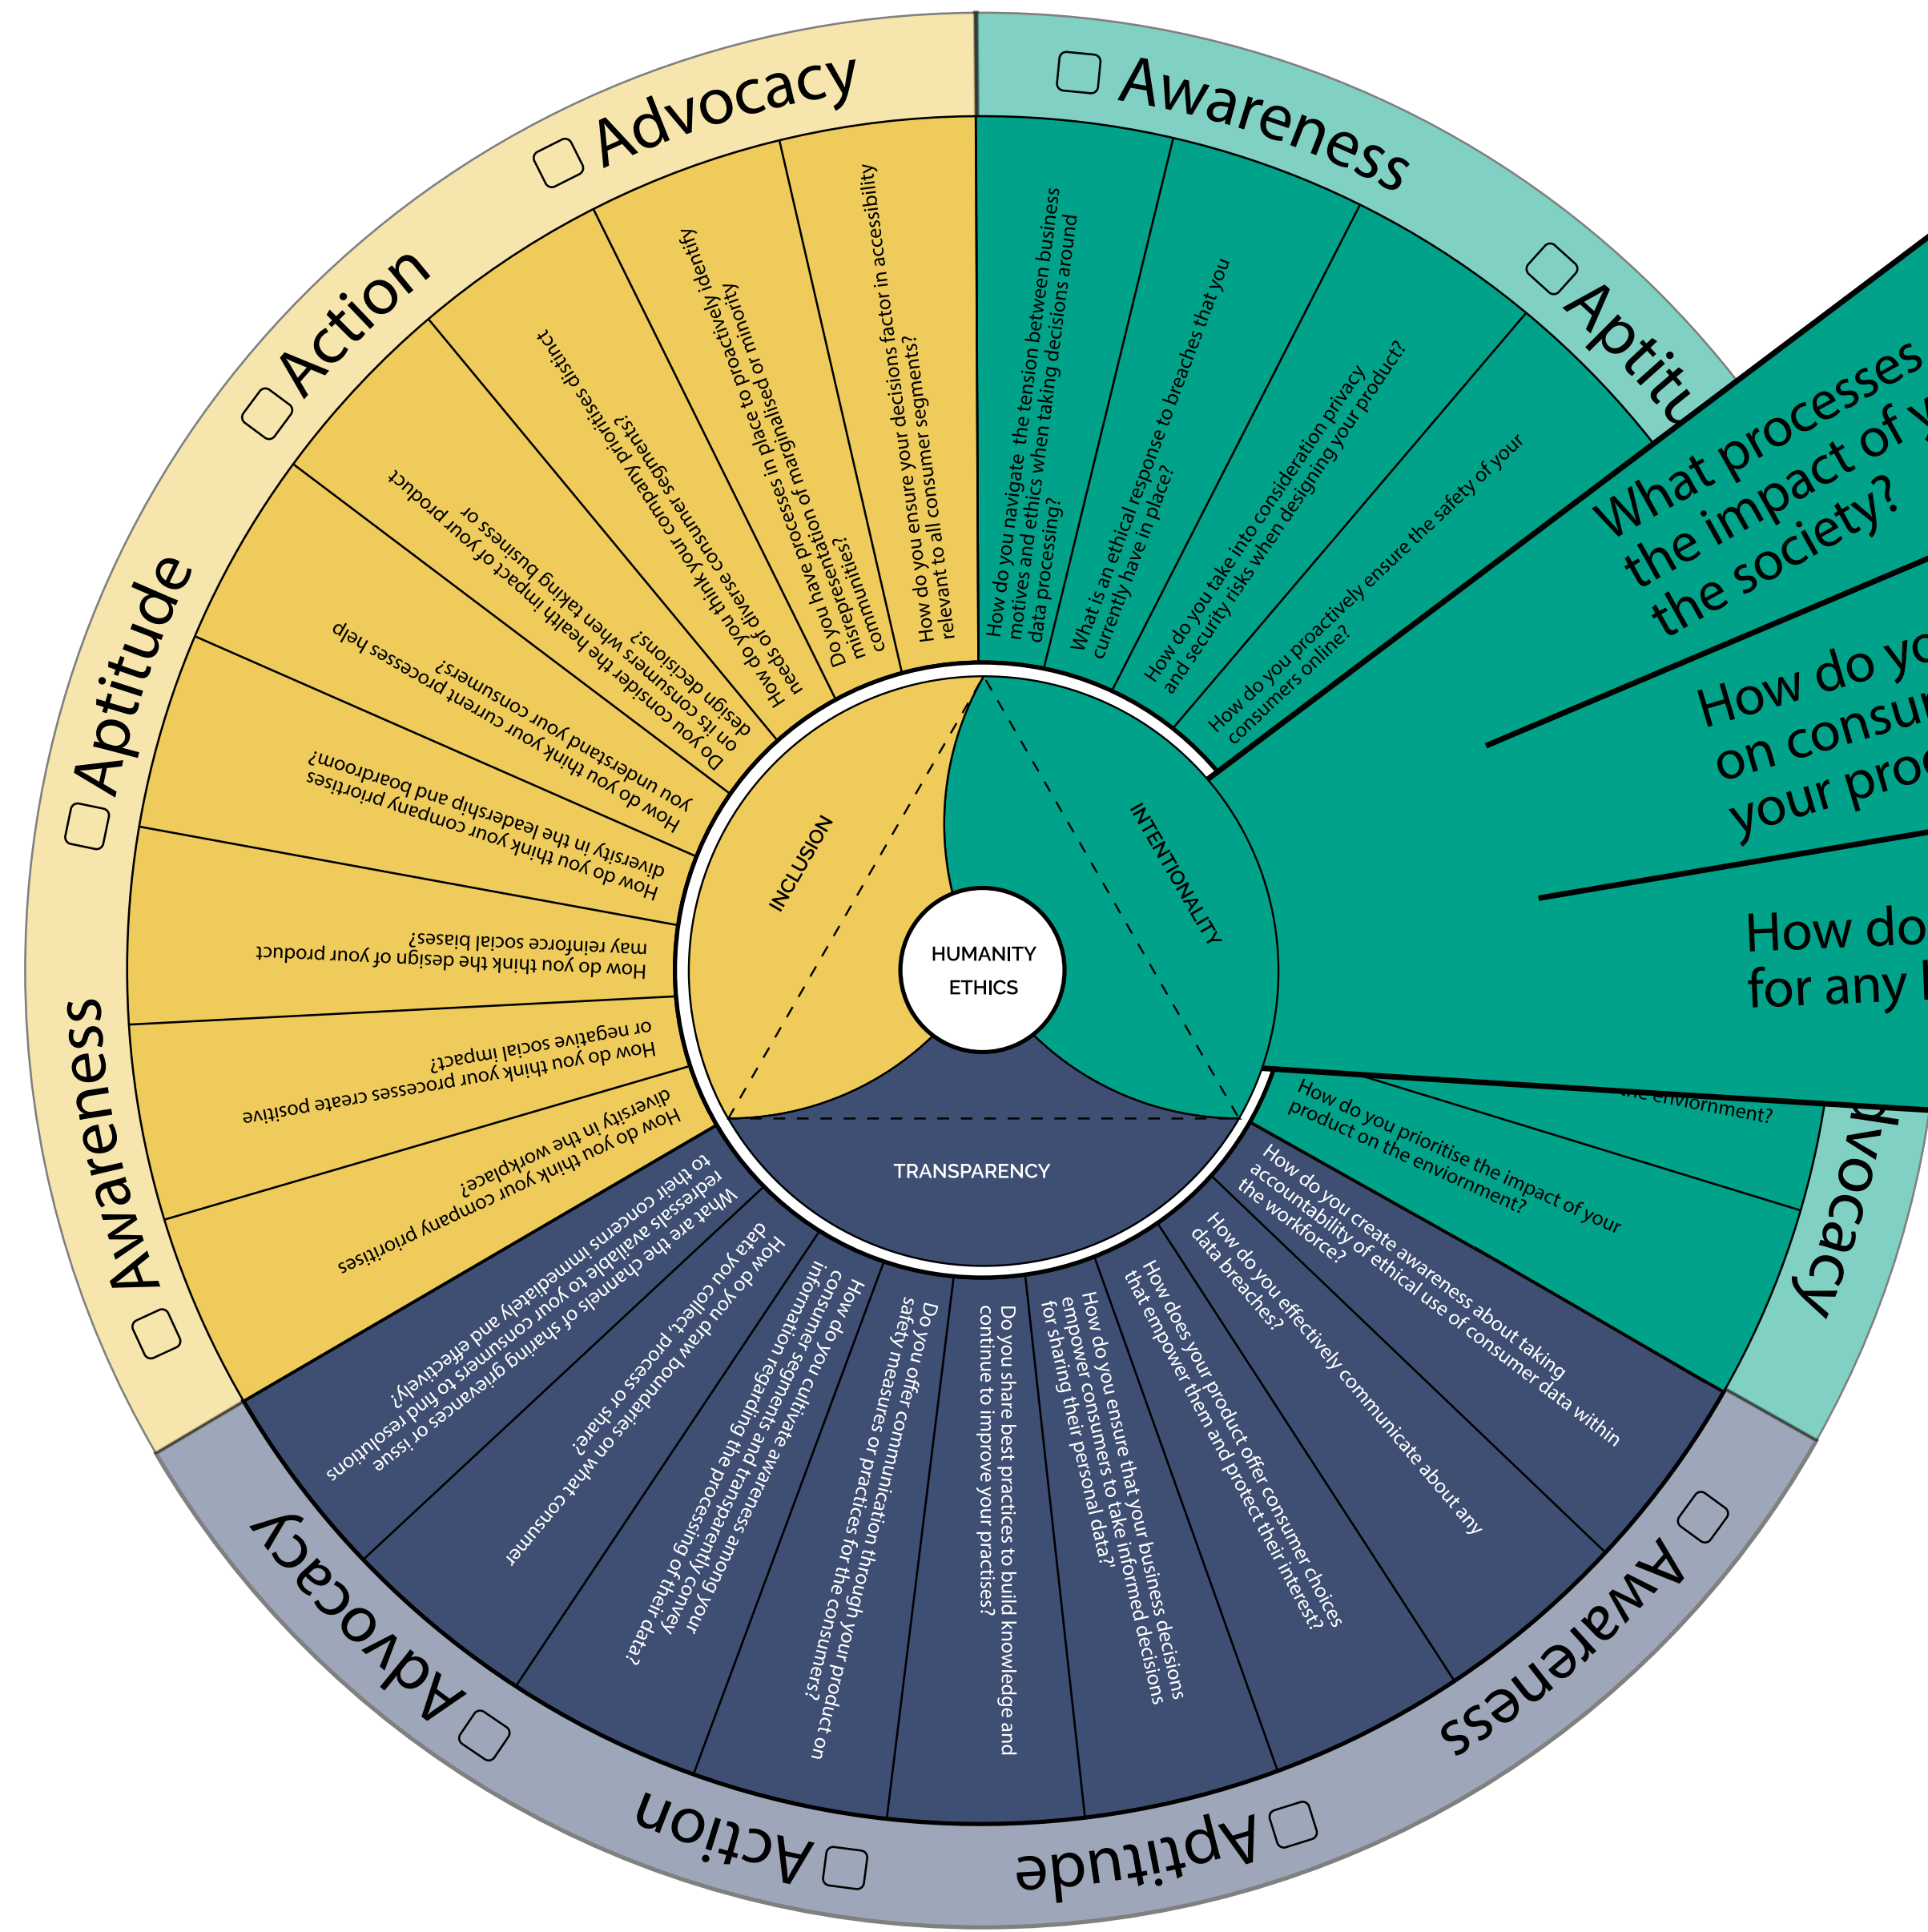 HUMANITY
ETHICS
INCLUSION
INTENTIONALITY
TRANSPARENCY
Awareness
Aptitu
dvocacy
How do you navigate the tension between business
motives and ethics when taking decisions around
data processing?
What is an ethical response to breaches that you
currently have in place?
How do you take into consideration privacy
and security risks when designing your product?
How do you proactively ensure the safety of your
consumers online?
What processes
the impact of y
the society?
How do yo
on consu
your pro
How do
for any
the enviornment?
How do you prioritise the impact of your
product on the enviornment?
Awareness
Aptitude
Action
Advocacy
How do you create awareness about taking
accountability of ethical use of consumer data within
the workforce?
How do you effectively communicate about any
data breaches?
How does your product offer consumer choices
that empower them and protect their interest?
How do you ensure that your business decisions
empower consumers to take informed decisions
for sharing their personal data?'
Do you share best practices to build knowledge and
continue to improve your practises?
Do you offer communication through your product on
safety measures or practices for the consumers?
How do you cultivate awareness among your
consumer segments and transparently convey
information regarding the processing of their data?
How do you draw boundaries on what consumer
data you collect, process or share?
What are the channels of sharing grievances or issue
redressals available to your consumers to find resolutions
to their concerns immediately and effectively?
Awareness
Aptitude
Action
Advocacy
How do you think your company prioritises
diversity in the workplace?
How do you think your processes create positive
or negative social impact?
How do you think the design of your product
may reinforce social biases?
How do you think your company prioritises
diversity in the leadership and boardroom?
How do you think your current processes help
you understand your consumers?
Do you consider the health impact of your product
on its consumers when taking business or
design decisions?
How do you think your company prioritises distinct
needs of diverse consumer segments?
Do you have processes in place to proactively identify
misrepresentation of marginalised or minority
communities?
How do you ensure your decisions factor in accessibility
relevant to all consumer segments?